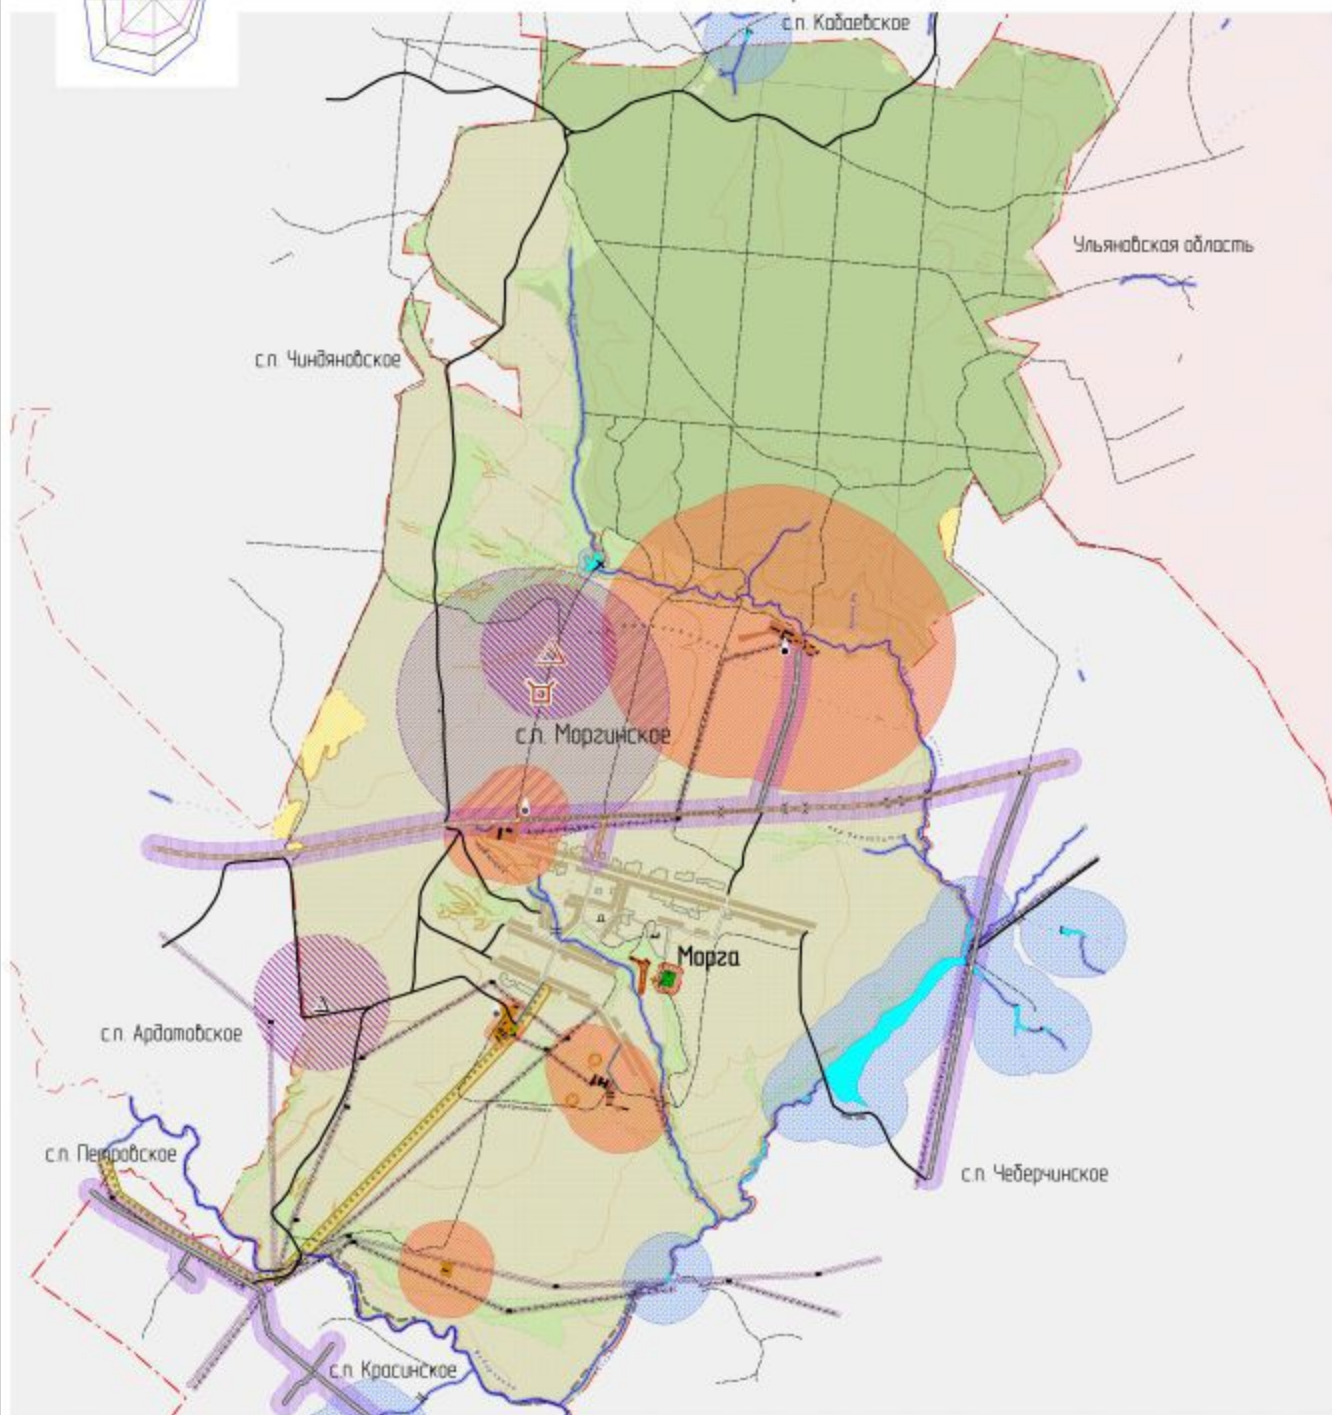 с.п. Кабаевское
Ульяновская область
с.п. Чиндяновское
с.п. Моргинское
Морга
с.п. Ардатовское
с.п. Петровское
с.п. Чеберчинское
с.п. Красинское